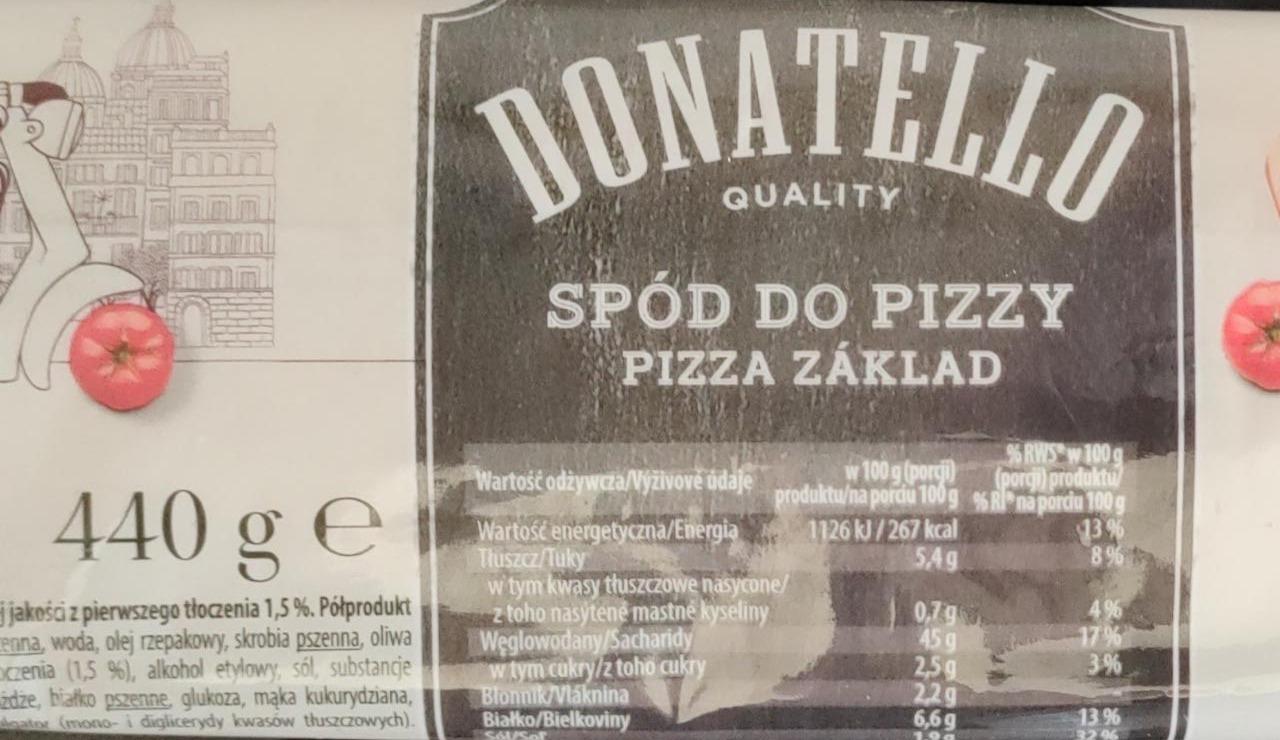 DONATELLO
QUALITY
SPÓD DO PIZZY
PIZZA ZÁKLAD
440 g e
jakości z pierwszego tłoczenia 1,5 %. Półprodukt
woda, olej rzepakowy, skrobia pszenna, oliwa
(1,5 %), alkohol etylowy, sól, substancje
białko pszenne, glukoza, mąka kukurydziana,
(mono- i diglicerydy kwasów tłuszczowych).
Wartość odżywcza/Výživové údaje w 100 g (porcji) produktu/na porciu 100 g % RWS* w 100 g (porcji) produktu/ % RI* na porciu 100 g
Wartość energetyczna/Energia 1126 kJ / 267 kcal 13 %
Tłuszcz/Tuky 5,4 g 8 %
w tym kwasy tłuszczowe nasycone/
z toho nasýtené mastné kyseliny 0,7 g 4 %
Węglowodany/Sacharidy 45 g 17 %
w tym cukry/z toho cukry 2,5 g 3 %
Błonnik/Vláknina 2,2 g -
Białko/Bielkoviny 6,6 g 13 %
Sól/Soľ 1,9 g 32 %